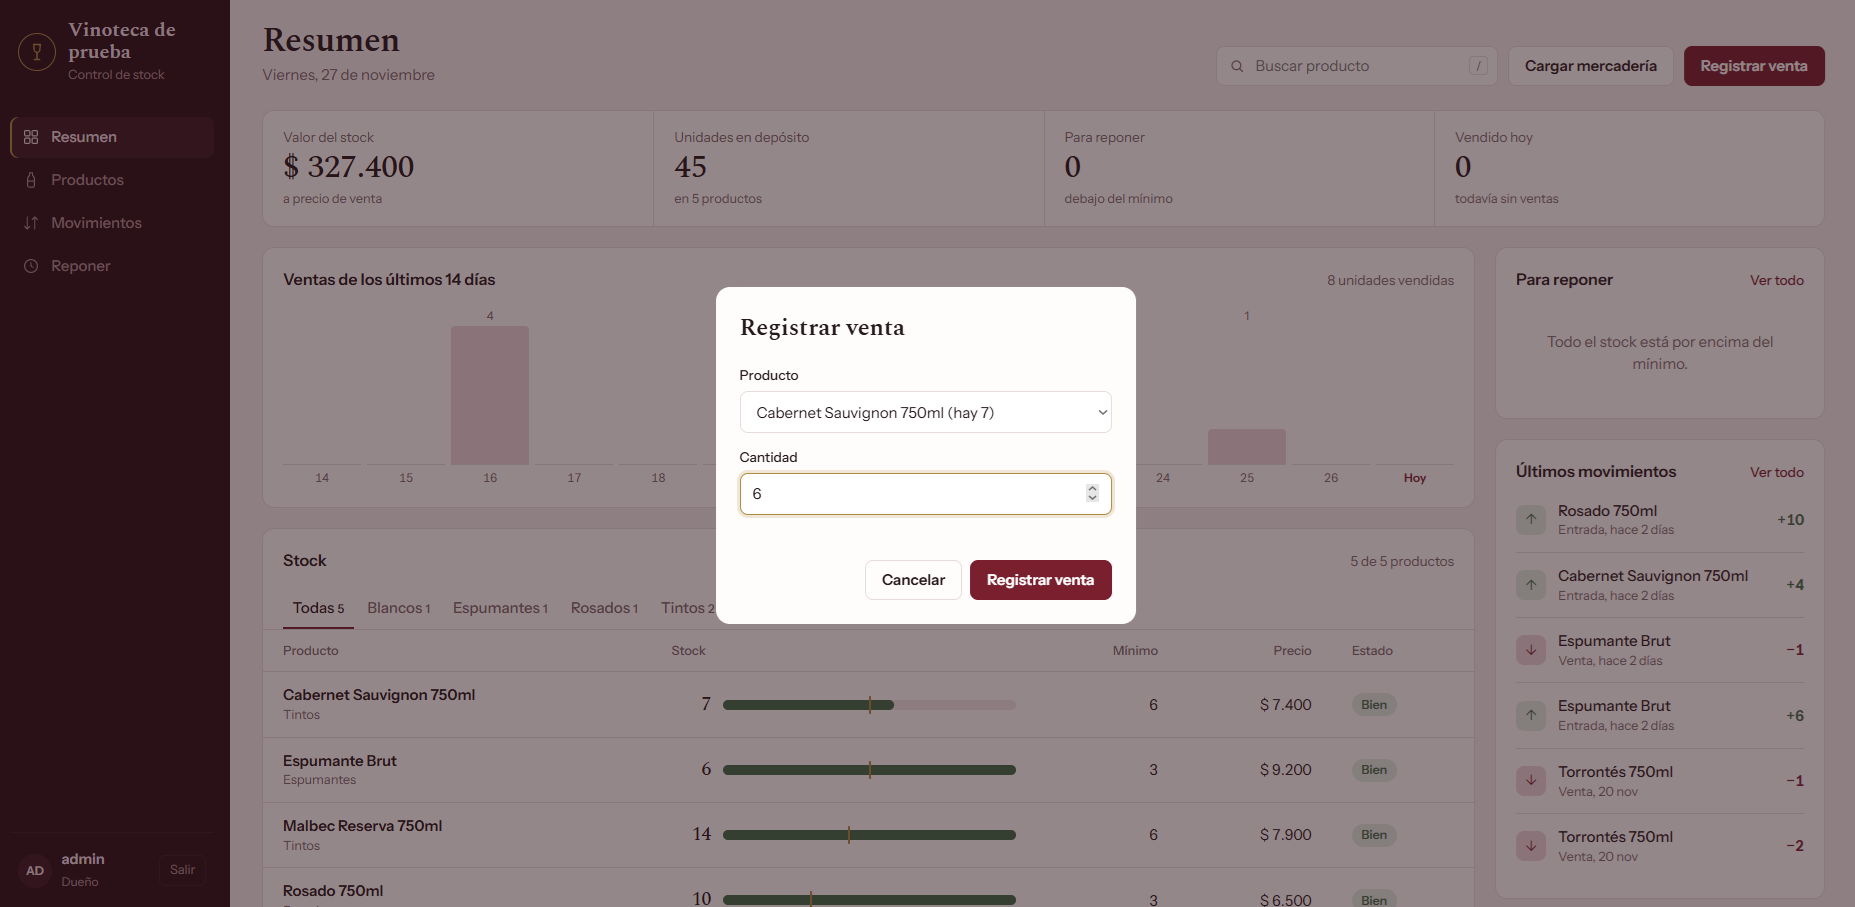 Vinoteca de
prueba
Control de stock
Resumen
Productos
Movimientos
Reponer
AD
admin
Dueño
Salir
Resumen
Viernes, 27 de noviembre
Buscar producto
/
Cargar mercadería
Registrar venta
Valor del stock
$ 327.400
a precio de venta
Unidades en depósito
45
en 5 productos
Para reponer
0
debajo del mínimo
Vendido hoy
0
todavía sin ventas
Ventas de los últimos 14 días
8 unidades vendidas
4
1
14
15
16
17
18
24
25
26
Hoy
Registrar venta
Producto
Cabernet Sauvignon 750ml (hay 7)
Cantidad
6
Cancelar
Registrar venta
Stock
5 de 5 productos
Todas 5
Blancos 1
Espumantes 1
Rosados 1
Tintos 2
Producto
Stock
Mínimo
Precio
Estado
Cabernet Sauvignon 750ml
Tintos
7
6
$ 7.400
Bien
Espumante Brut
Espumantes
6
3
$ 9.200
Bien
Malbec Reserva 750ml
Tintos
14
6
$ 7.900
Bien
Rosado 750ml
10
3
$ 6.500
Bien
Para reponer
Ver todo
Todo el stock está por encima del
mínimo.
Últimos movimientos
Ver todo
Rosado 750ml
Entrada, hace 2 días
+10
Cabernet Sauvignon 750ml
Entrada, hace 2 días
+4
Espumante Brut
Venta, hace 2 días
−1
Espumante Brut
Entrada, hace 2 días
+6
Torrontés 750ml
Venta, 20 nov
−1
Torrontés 750ml
Venta, 20 nov
−2